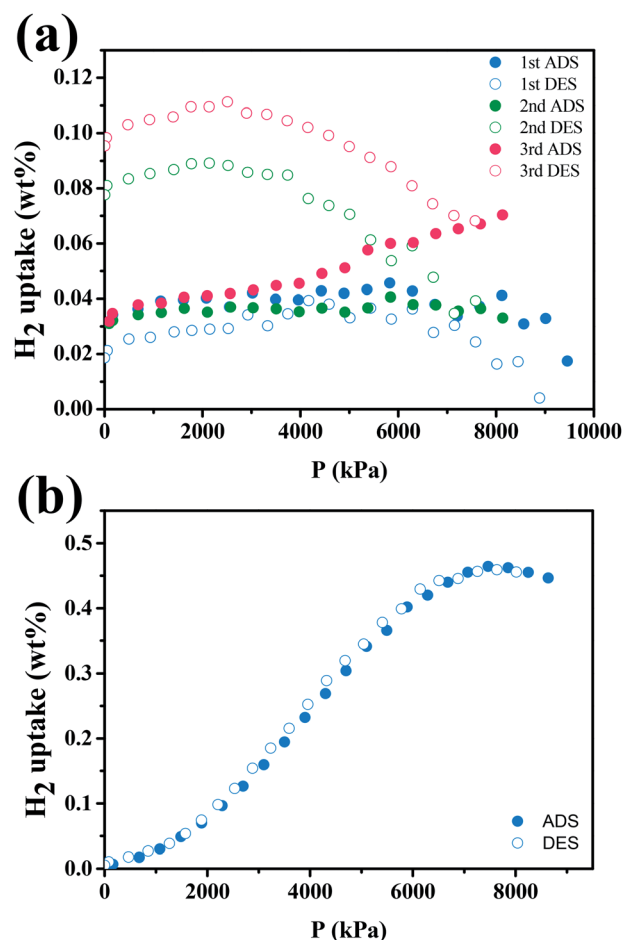 (a)
1st ADS
1st DES
2nd ADS
2nd DES
3rd ADS
3rd DES
0.12
0.10
0.08
0.06
0.04
0.02
0.00
H2 uptake (wt%)
0 2000 4000 6000 8000 10000
P (kPa)
(b)
0.5
0.4
0.3
0.2
0.1
0.0
H2 uptake (wt%)
ADS
DES
0 2000 4000 6000 8000
P (kPa)